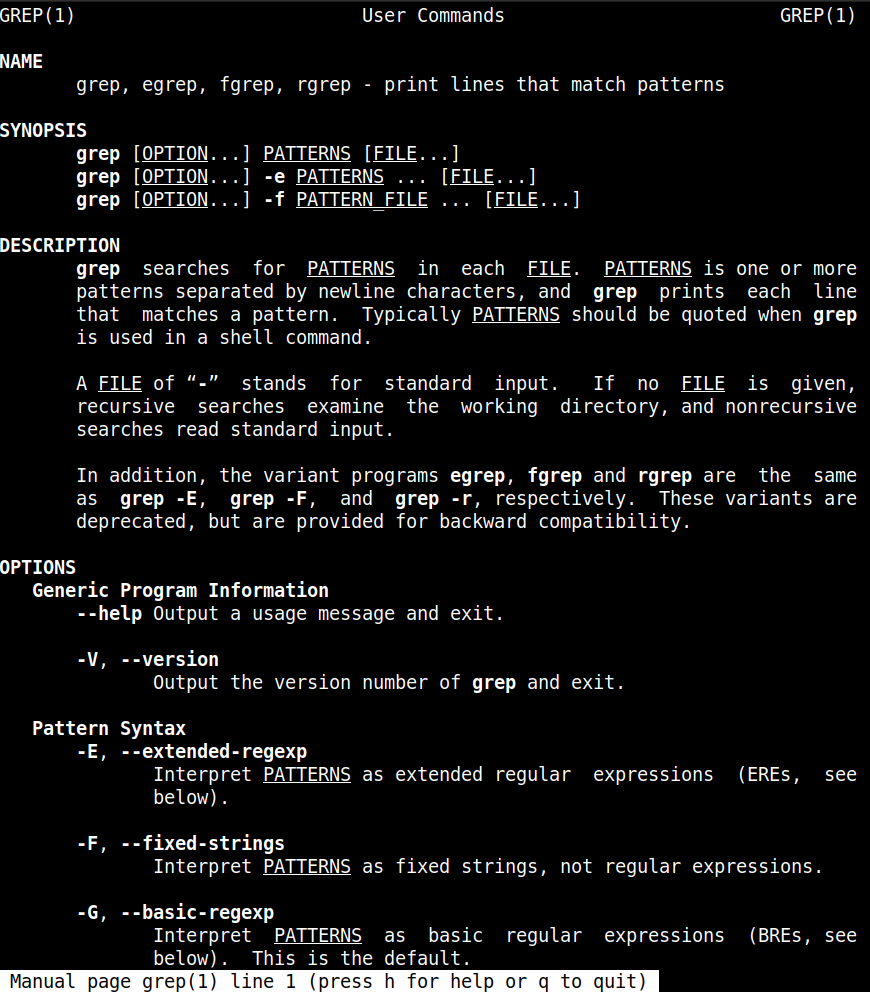 GREP(1) User Commands GREP(1)
NAME
grep, egrep, fgrep, rgrep - print lines that match patterns
SYNOPSIS
grep [OPTION...] PATTERNS [FILE...]
grep [OPTION...] -e PATTERNS ... [FILE...]
grep [OPTION...] -f PATTERN_FILE ... [FILE...]
DESCRIPTION
grep searches for PATTERNS in each FILE. PATTERNS is one or more
patterns separated by newline characters, and grep prints each line
that matches a pattern. Typically PATTERNS should be quoted when grep
is used in a shell command.
A FILE of “-” stands for standard input. If no FILE is given,
recursive searches examine the working directory, and nonrecursive
searches read standard input.
In addition, the variant programs egrep, fgrep and rgrep are the same
as grep -E, grep -F, and grep -r, respectively. These variants are
deprecated, but are provided for backward compatibility.
OPTIONS
Generic Program Information
--help Output a usage message and exit.
-V, --version
Output the version number of grep and exit.
Pattern Syntax
-E, --extended-regexp
Interpret PATTERNS as extended regular expressions (EREs, see
below).
-F, --fixed-strings
Interpret PATTERNS as fixed strings, not regular expressions.
-G, --basic-regexp
Interpret PATTERNS as basic regular expressions (BREs, see
below). This is the default.
Manual page grep(1) line 1 (press h for help or q to quit)